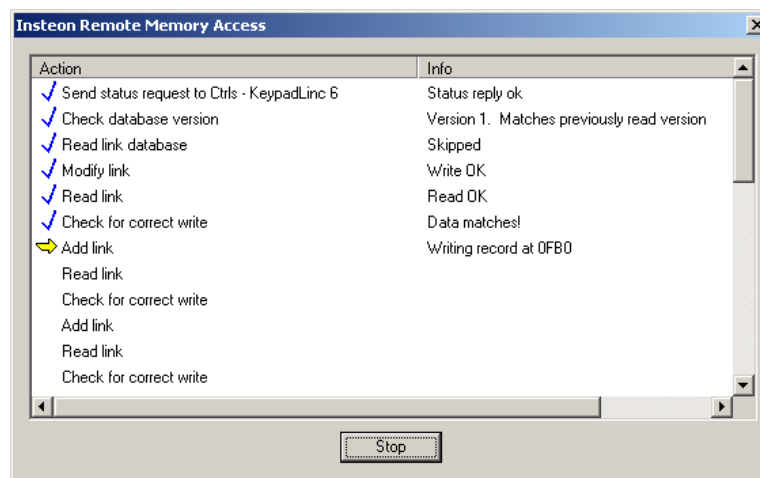 Insteon Remote Memory Access
Action Info
Send status request to Ctrls - KeypadLinc 6 Status reply ok
Check database version Version 1. Matches previously read version
Read link database Skipped
Modify link Write OK
Read link Read OK
Check for correct write Data matches!
Add link Writing record at 0FB0
Read link
Check for correct write
Add link
Read link
Check for correct write
Stop